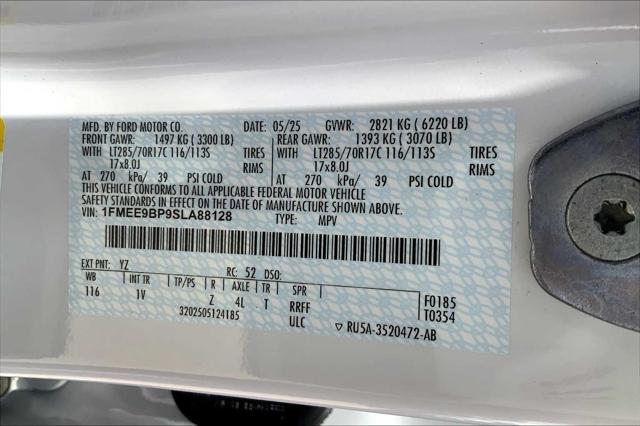 MFD. BY FORD MOTOR CO. 05/25 GVWR: 2821 KG ( 6220 LB)
FRONT GAWR: 1497 KG ( 3300 LB) REAR GAWR: 1393 KG ( 3070 LB)
WITH LT285/70R17C 116/113S TIRES WITH LT285/70R17C 116/113S TIRES
17x8.0J RIMS 17x8.0J RIMS
AT 270 kPa/ 39 PSI COLD AT 270 kPa/ 39 PSI COLD
THIS VEHICLE CONFORMS TO ALL APPLICABLE FEDERAL MOTOR VEHICLE
SAFETY STANDARDS IN EFFECT ON THE DATE OF MANUFACTURE SHOWN ABOVE.
VIN: 1FMEE9BP9SLA88128 TYPE: MPV
EXT PNT: YZ RC: 52 DSO:
WB INT TR TP/PS R AXLE TR SPR
116 1V Z 4L T RRFF F0185
ULC T0354
3202505124185 ▽ RU5A-3520472-AB